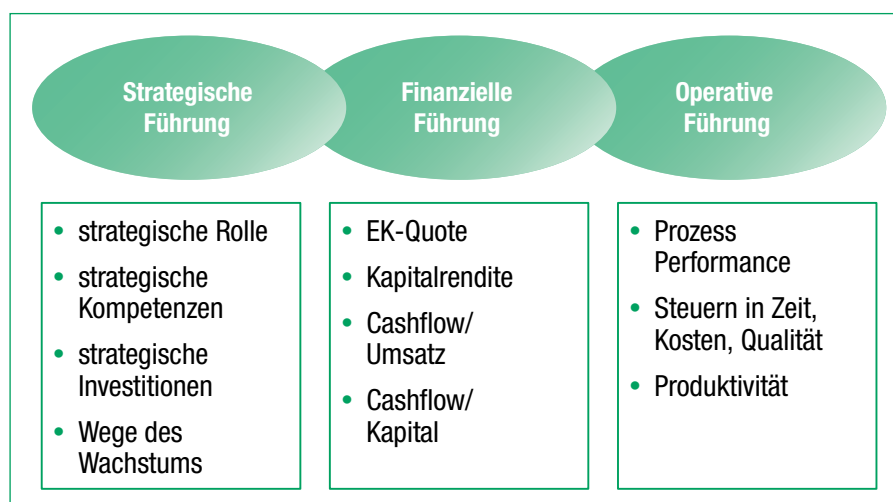 Strategische
Führung
Finanzielle
Führung
Operative
Führung
• strategische Rolle
• strategische
Kompetenzen
• strategische
Investitionen
• Wege des
Wachstums
• EK-Quote
• Kapitalrendite
• Cashflow/
Umsatz
• Cashflow/
Kapital
• Prozess
Performance
• Steuern in Zeit,
Kosten, Qualität
• Produktivität